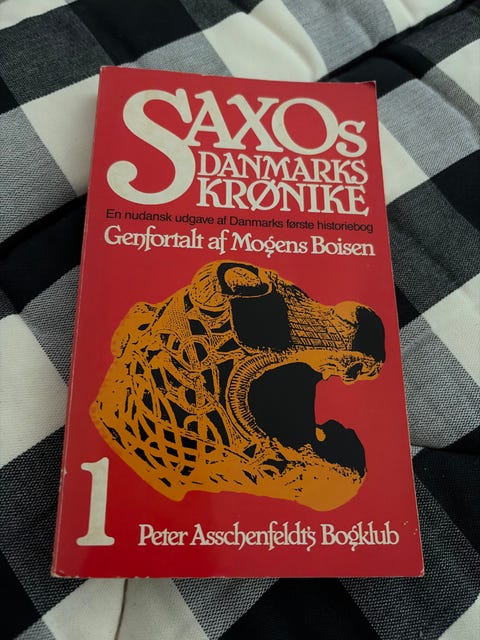 SAXOS
DANMARKS
KRØNIKE
En nudansk udgave af Danmarks første historiebog
Genfortalt af Mogens Boisen
1
Peter Asschenfeldt's Bogklub